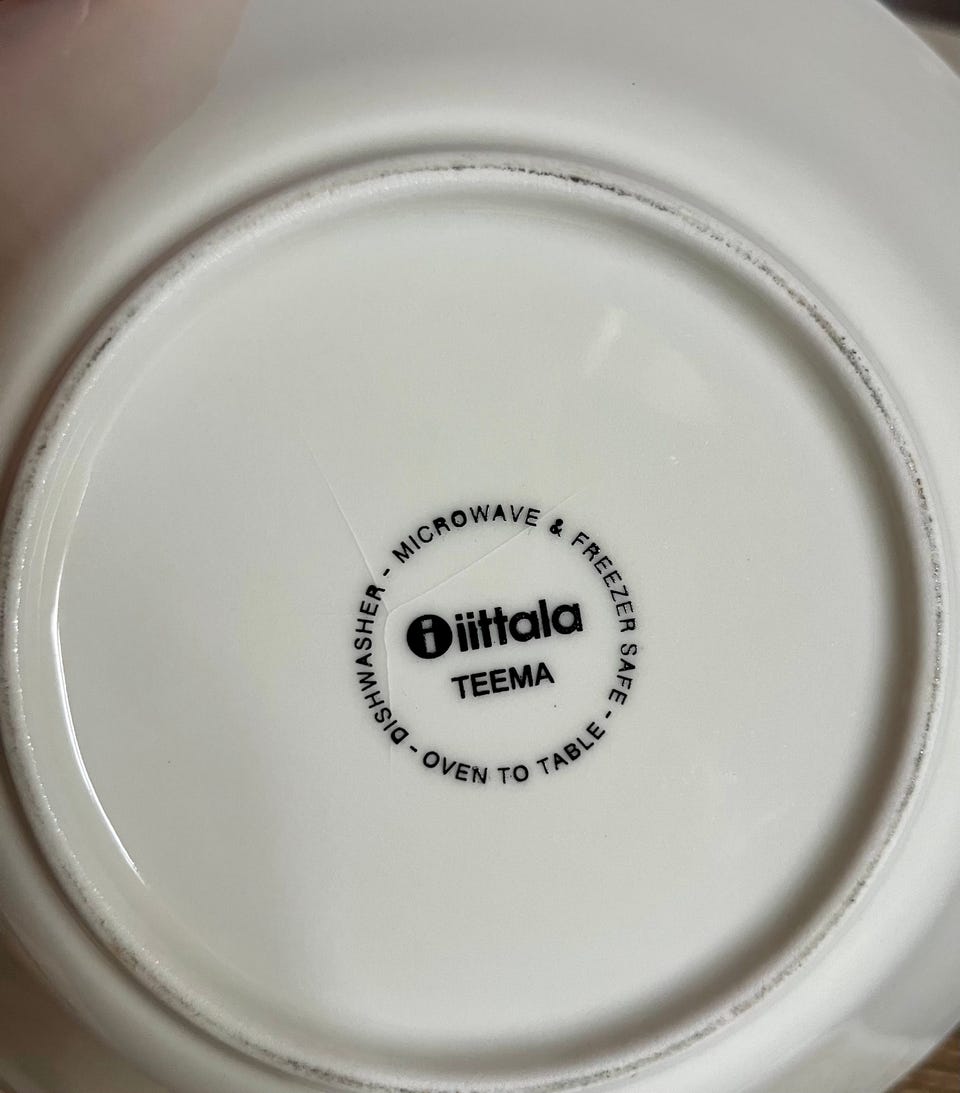 DISHWASHER - MICROWAVE & FREEZER SAFE - OVEN TO TABLE -
i iittala
TEEMA